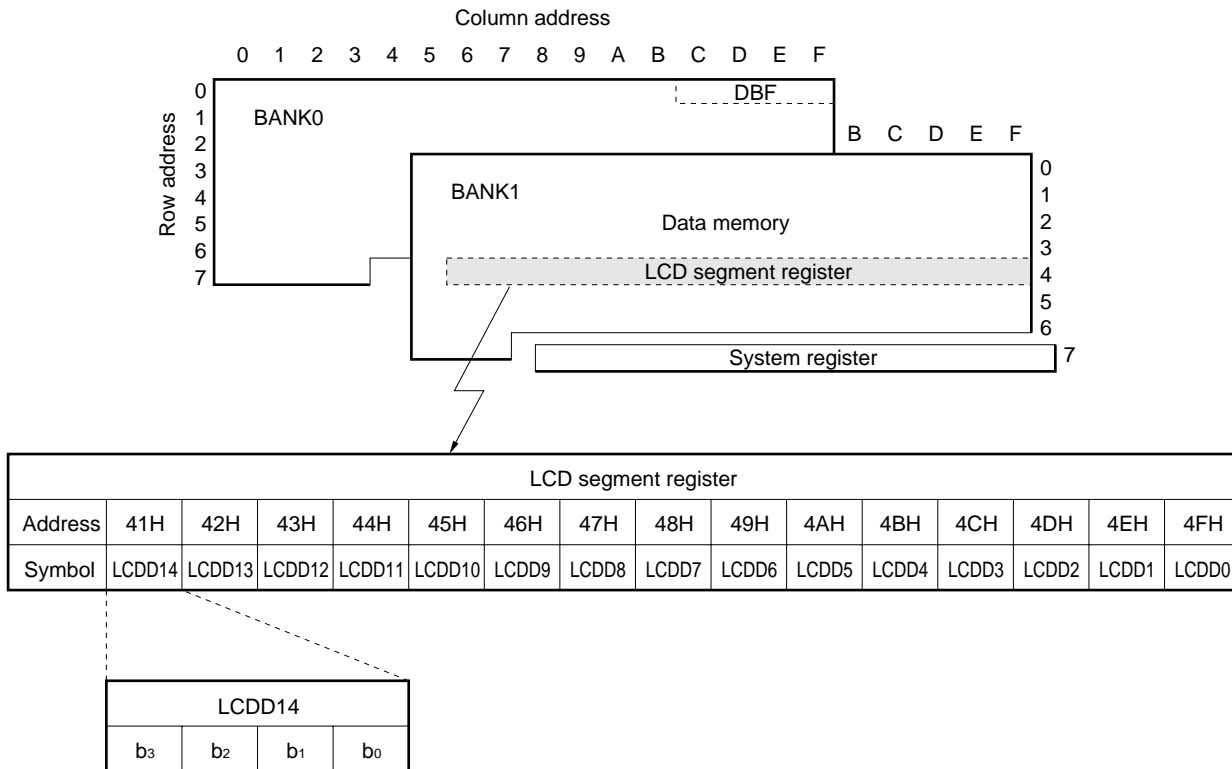 Column address
0 1 2 3 4 5 6 7 8 9 A B C D E F
Row address
0
1
2
3
4
5
6
7
DBF
BANK0
B C D E F
BANK1
Data memory
LCD segment register
0
1
2
3
4
5
6
System register 7
LCD segment register
Address 41H 42H 43H 44H 45H 46H 47H 48H 49H 4AH 4BH 4CH 4DH 4EH 4FH
Symbol LCDD14 LCDD13 LCDD12 LCDD11 LCDD10 LCDD9 LCDD8 LCDD7 LCDD6 LCDD5 LCDD4 LCDD3 LCDD2 LCDD1 LCDD0
LCDD14
b3 b2 b1 b0